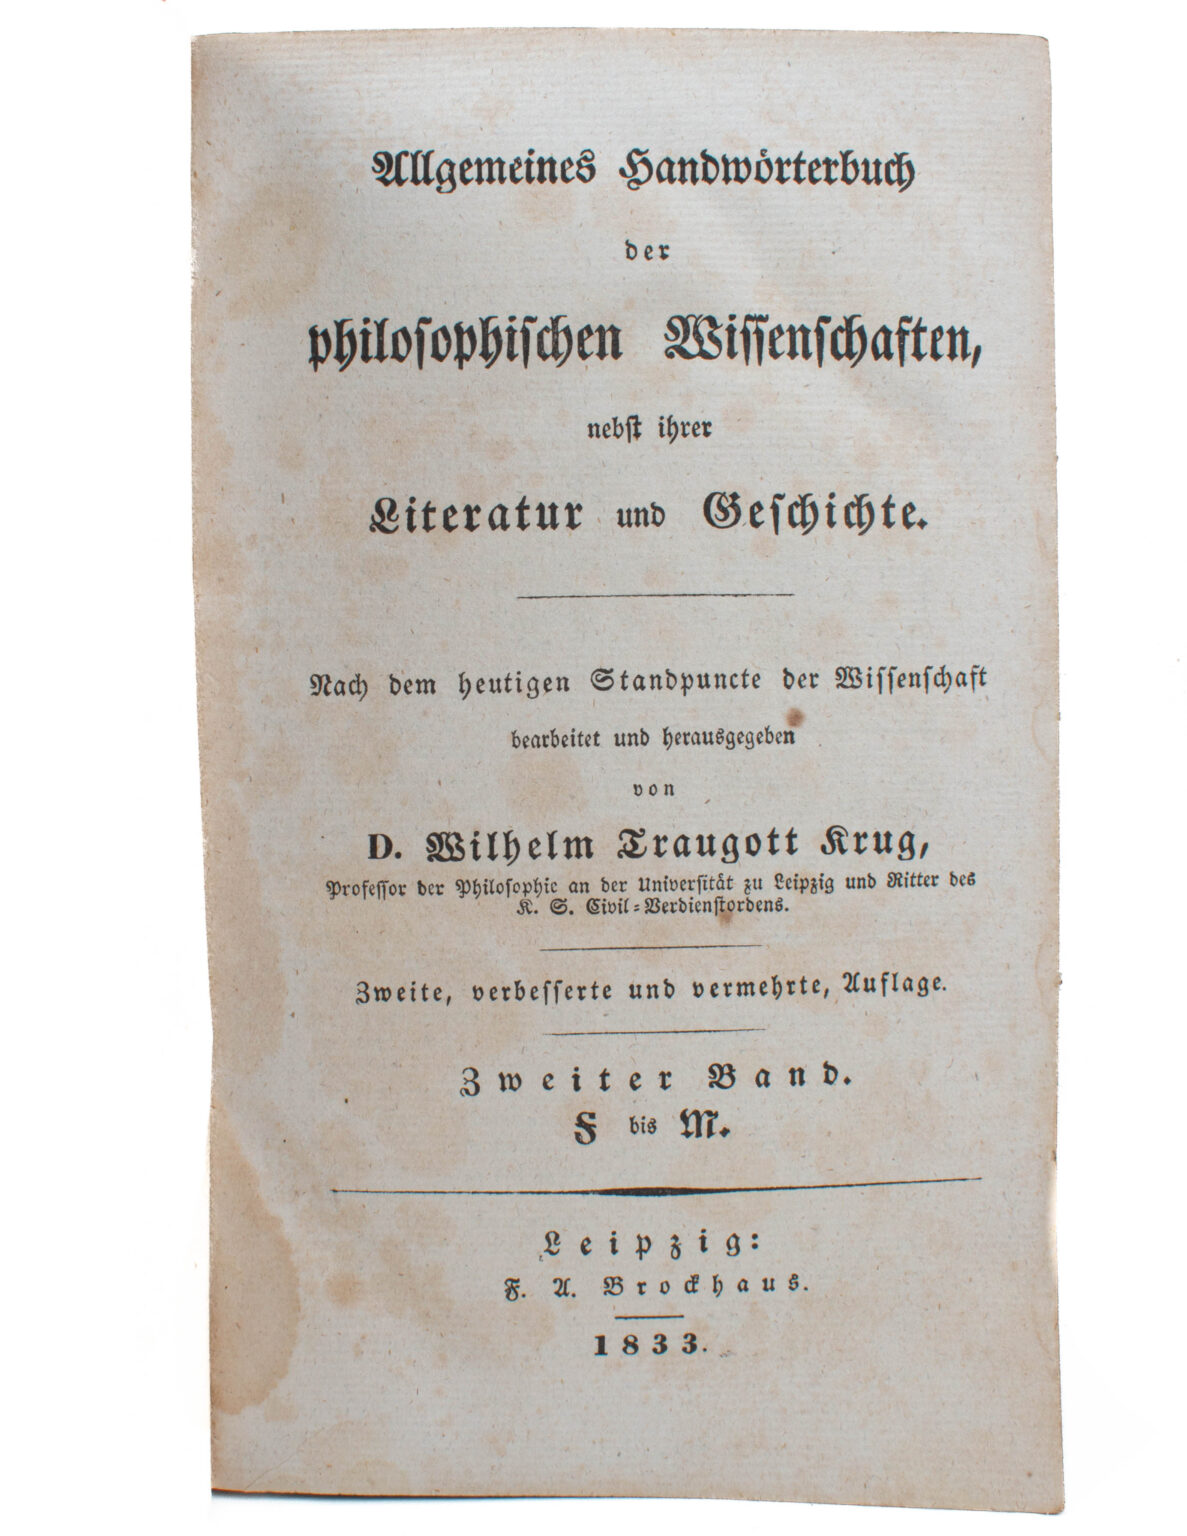 Allgemeines Handwörterbuch
der
philosophischen Wissenschaften,
nebst ihrer
Literatur und Geschichte.
Nach dem heutigen Standpuncte der Wissenschaft
bearbeitet und herausgegeben
von
D. Wilhelm Traugott Krug,
Professor der Philosophie an der Universität zu Leipzig und Ritter des
K. S. Civil-Verdienstordens.
Zweite, verbesserte und vermehrte, Auflage.
Zweiter Band.
F bis M.
Leipzig:
F. A. Brockhaus.
1833.